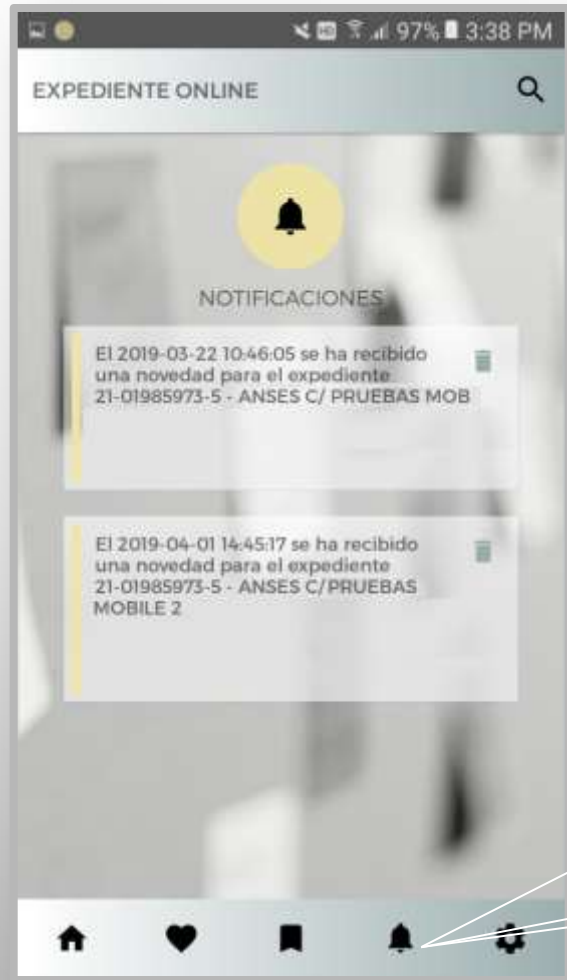 97% 3:38 PM
EXPEDIENTE ONLINE
NOTIFICACIONES
El 2019-03-22 10:46:05 se ha recibido
una novedad para el expediente
21-01985973-5 - ANSES C/ PRUEBAS MOB
El 2019-04-01 14:45:17 se ha recibido
una novedad para el expediente
21-01985973-5 - ANSES C/PRUEBAS
MOBILE 2